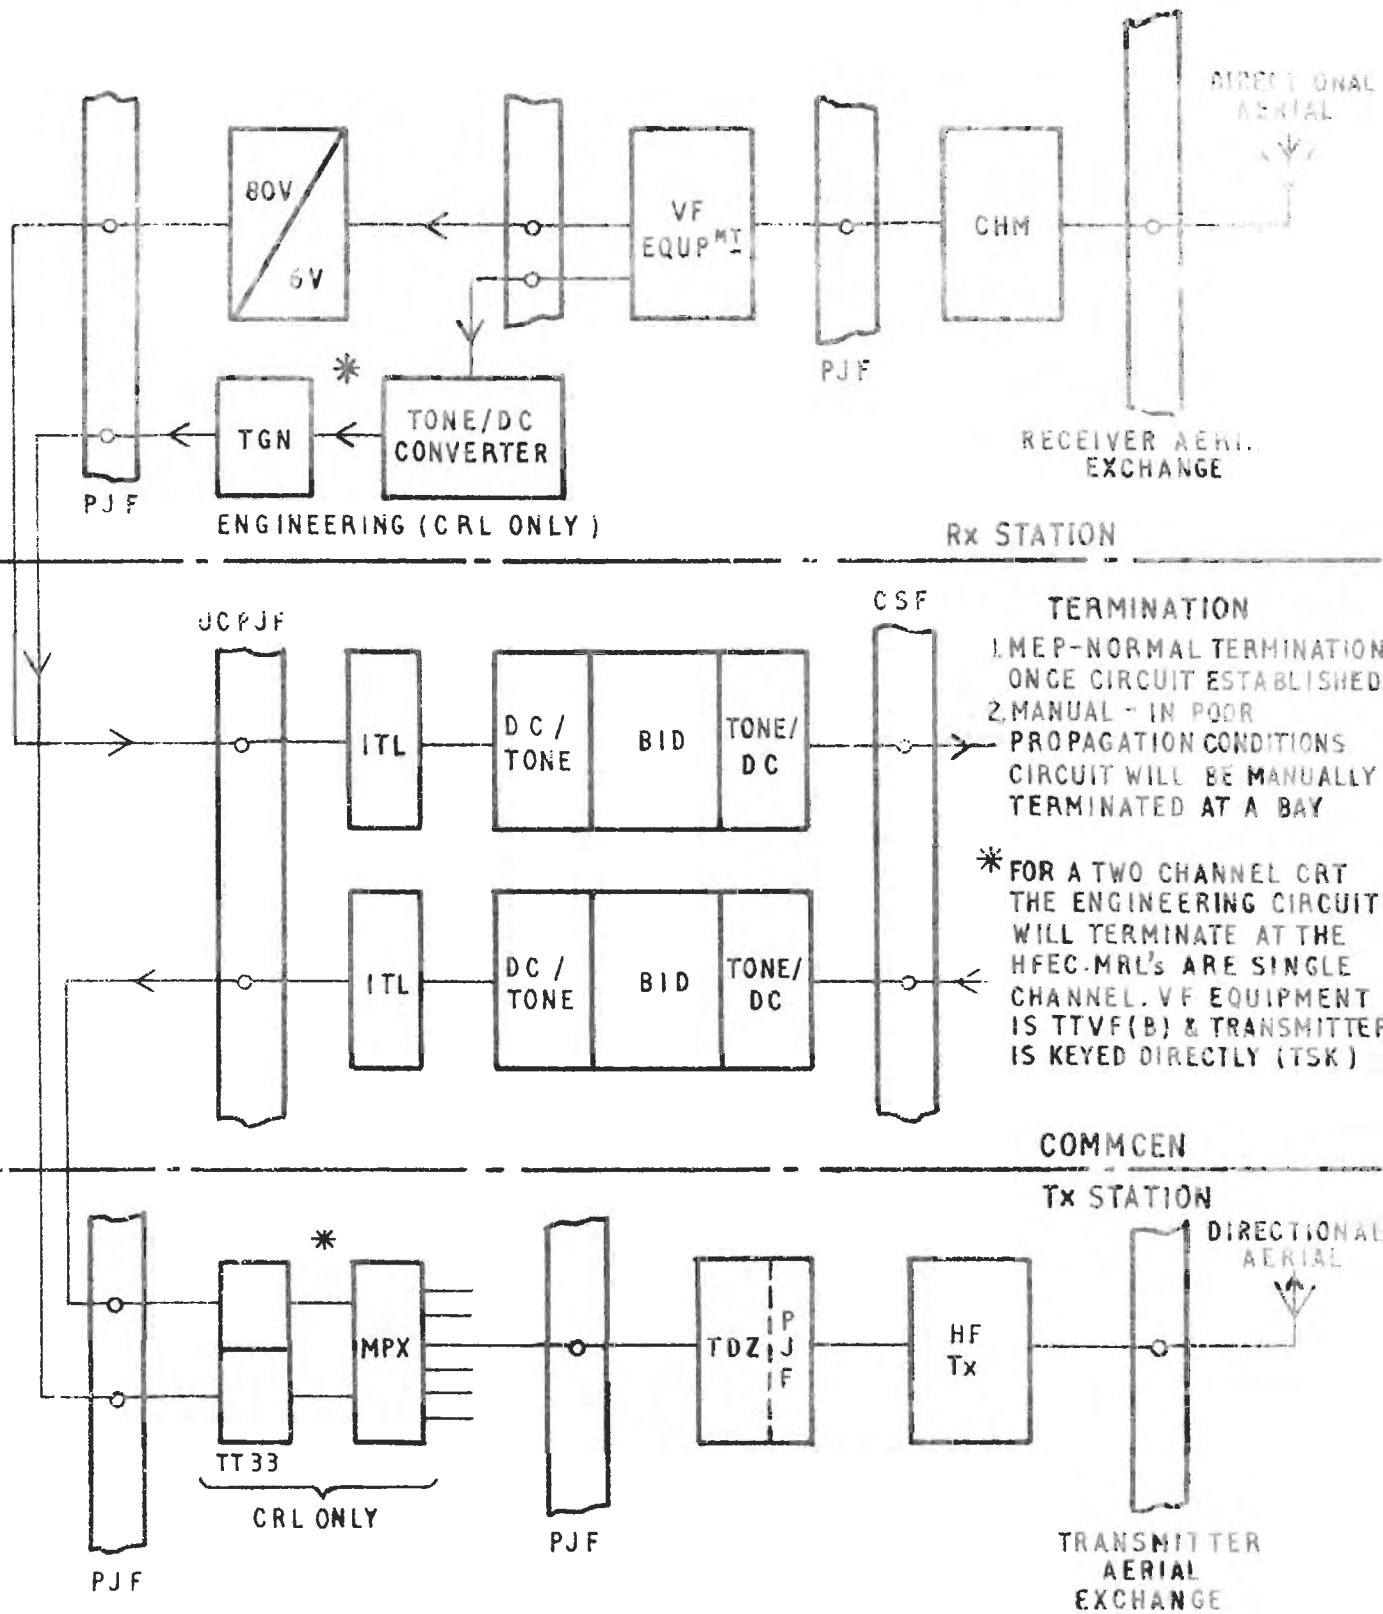 DIRECTIONAL
AERIAL
80V
6V
VF
EQUP MT
CHM
PJF
*
TGN
TONE/DC
CONVERTER
RECEIVER
EXCHANGE
PJF
ENGINEERING (CRL ONLY)
Rx STATION
CSF
TERMINATION
1. MEP-NORMAL TERMINATION
ONCE CIRCUIT ESTABLISHED
2. MANUAL - IN POOR
PROPAGATION CONDITIONS
CIRCUIT WILL BE MANUALLY
TERMINATED AT A BAY
ITL
DC/
TONE
BID
TONE/
DC
* FOR A TWO CHANNEL CRT
THE ENGINEERING CIRCUIT
WILL TERMINATE AT THE
HFEC. MRL's ARE SINGLE
CHANNEL. VF EQUIPMENT
IS TTVF(B) & TRANSMITTER
IS KEYED DIRECTLY (TSK)
ITL
DC/
TONE
BID
TONE/
DC
COMMCEN
Tx STATION
DIRECTIONAL
AERIAL
*
MPX
TDZ
PJF
HF
Tx
TT33
CRL ONLY
PJF
PJF
TRANSMITTER
AERIAL
EXCHANGE